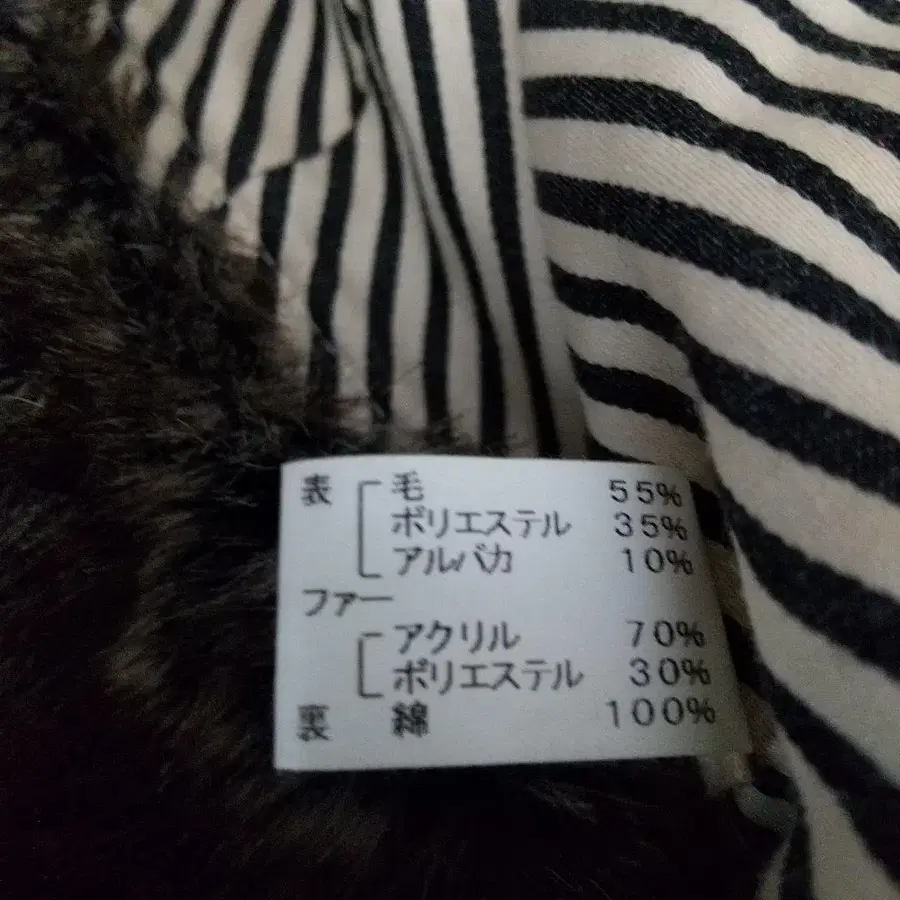 表 毛 55%
ポリエステル 35%
アルパカ 10%
ファー
アクリル 70%
ポリエステル 30%
裏 綿 100%